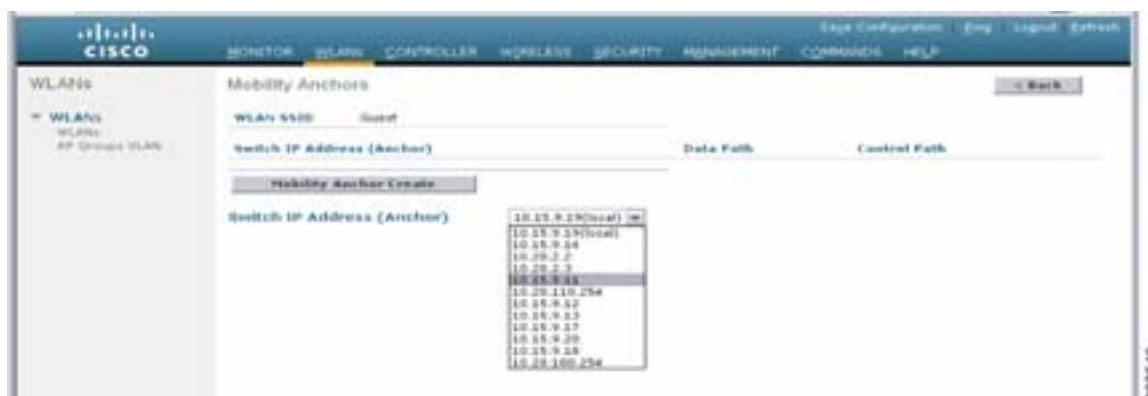 Save Configuration Ping Logout Refresh
CISCO
MONITOR WLANs CONTROLLER WIRELESS SECURITY MANAGEMENT COMMANDS HELP
WLANs
Mobility Anchors
< Back
WLANs
WLANs
AP Groups VLAN
WLAN SSID Guest
Switch IP Address (Anchor) Data Path Control Path
Mobility Anchor Create
Switch IP Address (Anchor)
10.15.9.19(local)
10.15.9.19(local)
10.15.9.14
10.20.2.2
10.20.2.3
10.15.9.11
10.20.110.254
10.15.9.12
10.15.9.13
10.15.9.17
10.15.9.20
10.15.9.18
10.20.100.254